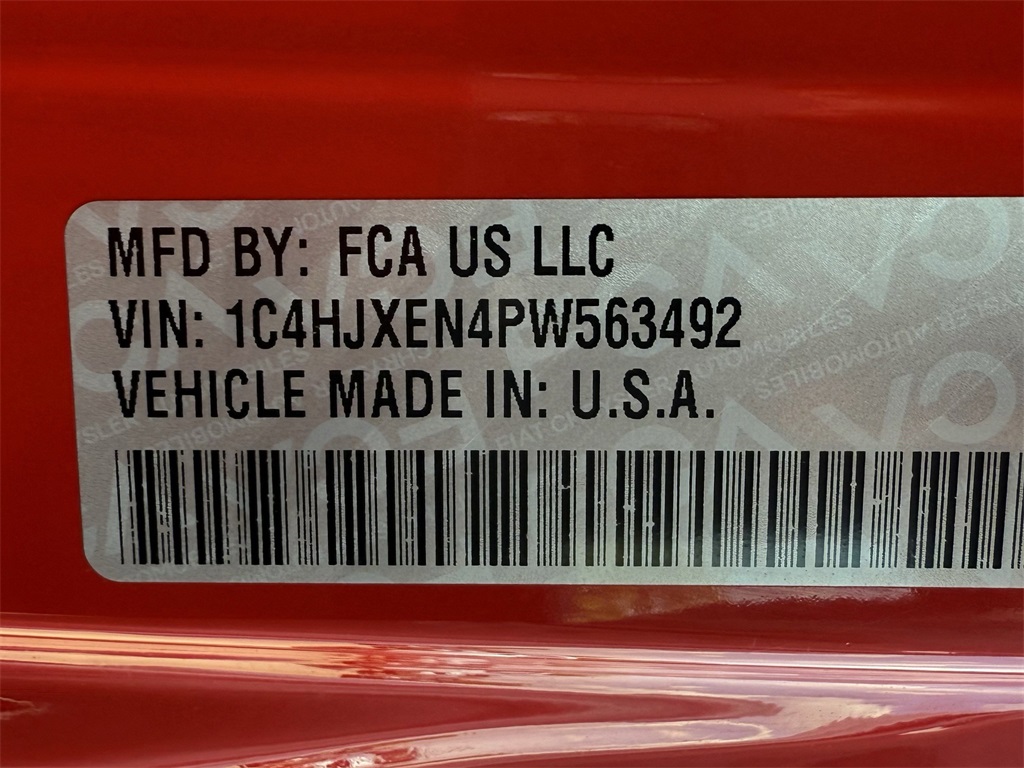 MFD BY: FCA US LLC
VIN: 1C4HJXEN4PW563492
VEHICLE MADE IN: U.S.A.